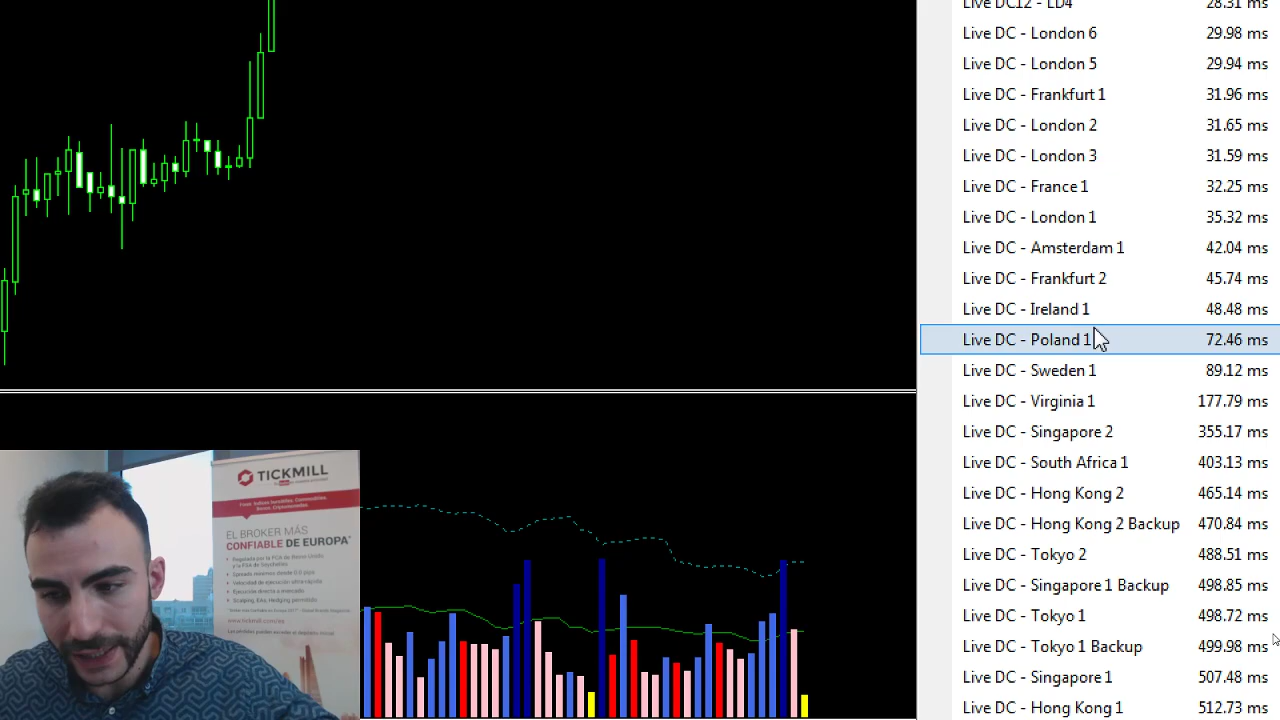 Live DC12 - LD4 28.31 ms
Live DC - London 6 29.98 ms
Live DC - London 5 29.94 ms
Live DC - Frankfurt 1 31.96 ms
Live DC - London 2 31.65 ms
Live DC - London 3 31.59 ms
Live DC - France 1 32.25 ms
Live DC - London 1 35.32 ms
Live DC - Amsterdam 1 42.04 ms
Live DC - Frankfurt 2 45.74 ms
Live DC - Ireland 1 48.48 ms
Live DC - Poland 1 72.46 ms
Live DC - Sweden 1 89.12 ms
Live DC - Virginia 1 177.79 ms
Live DC - Singapore 2 355.17 ms
Live DC - South Africa 1 403.13 ms
Live DC - Hong Kong 2 465.14 ms
Live DC - Hong Kong 2 Backup 470.84 ms
Live DC - Tokyo 2 488.51 ms
Live DC - Singapore 1 Backup 498.85 ms
Live DC - Tokyo 1 498.72 ms
Live DC - Tokyo 1 Backup 499.98 ms
Live DC - Singapore 1 507.48 ms
Live DC - Hong Kong 1 512.73 ms
TICKMILL
EL BROKER MÁS
CONFIABLE DE EUROPA*
www.tickmill.com/es